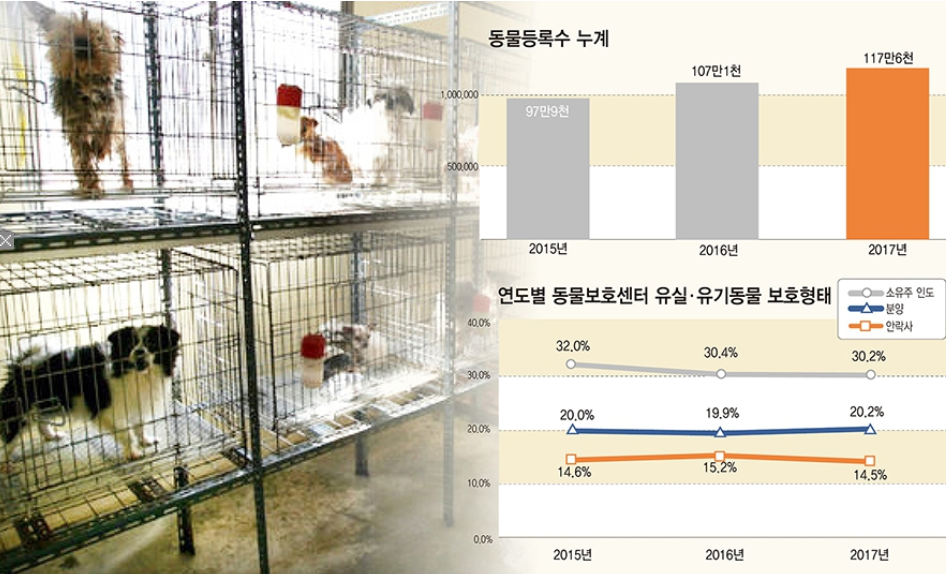 동물등록수 누계
117만6천
107만1천
1,000,000
97만9천
500,000
2015년
2016년
2017년
연도별 동물보호센터 유실·유기동물 보호형태
소유주 인도
분양
안락사
40,0%
32,0%
30,4%
30,2%
30,0%
20,0%
19,9%
20,2%
20,0%
14,6%
15,2%
14,5%
10,0%
0,0%
2015년
2016년
2017년